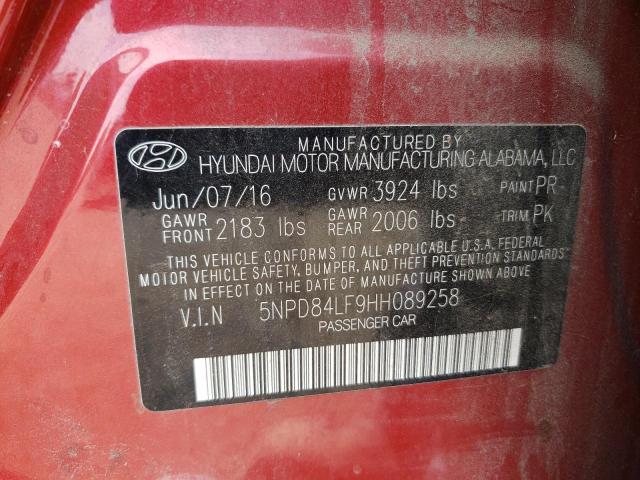 MANUFACTURED BY
HYUNDAI MOTOR MANUFACTURING ALABAMA, LLC
Jun/07/16 GVWR 3924 lbs PAINT PR
GAWR FRONT 2183 lbs GAWR REAR 2006 lbs TRIM PK
THIS VEHICLE CONFORMS TO ALL APPLICABLE U.S.A. FEDERAL
MOTOR VEHICLE SAFETY, BUMPER, AND THEFT PREVENTION STANDARDS
IN EFFECT ON THE DATE OF MANUFACTURE SHOWN ABOVE.
V.I.N 5NPD84LF9HH089258
PASSENGER CAR